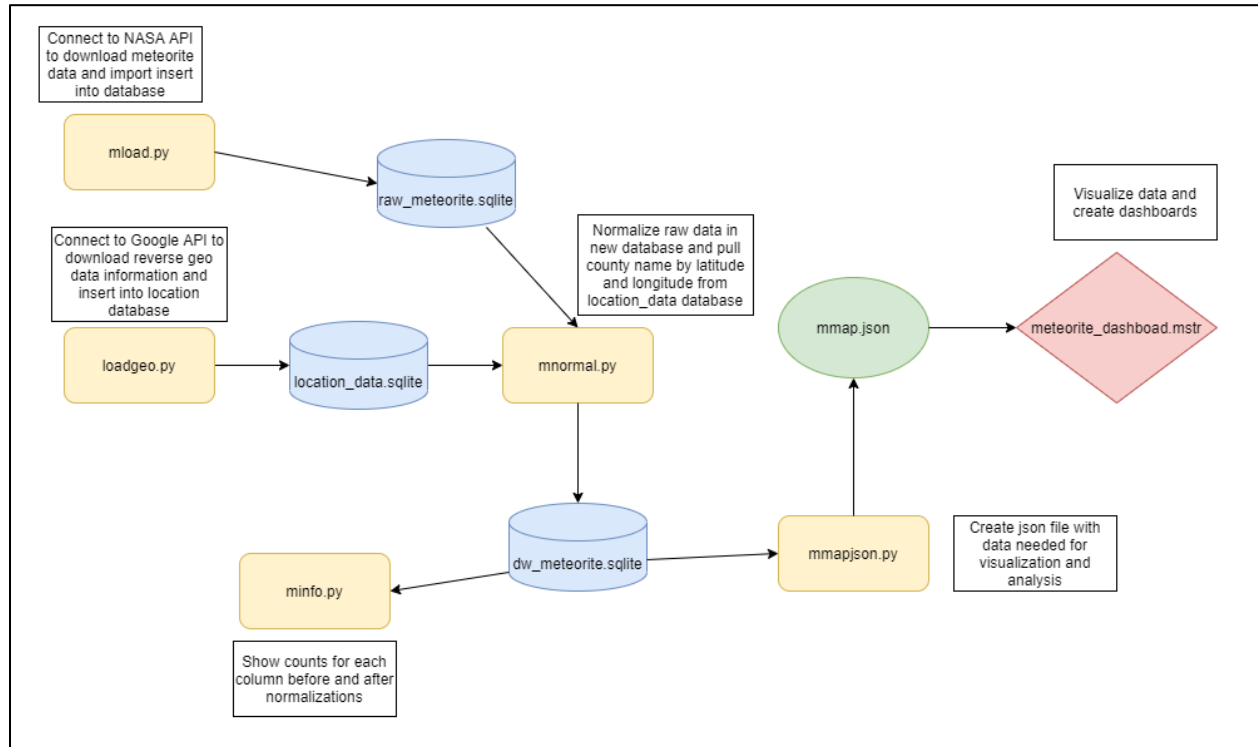 Connect to NASA API
to download meteorite
data and import insert
into database
mload.py
raw_meteorite.sqlite
Connect to Google API to
download reverse geo
data information and
insert into location
database
loadgeo.py
location_data.sqlite
Normalize raw data in
new database and pull
county name by latitude
and longitude from
location_data database
mnormal.py
dw_meteorite.sqlite
minfo.py
Show counts for each
column before and after
normalizations
mmapjson.py
Create json file with
data needed for
visualization and
analysis
mmap.json
Visualize data and
create dashboards
meteorite_dashboad.mstr